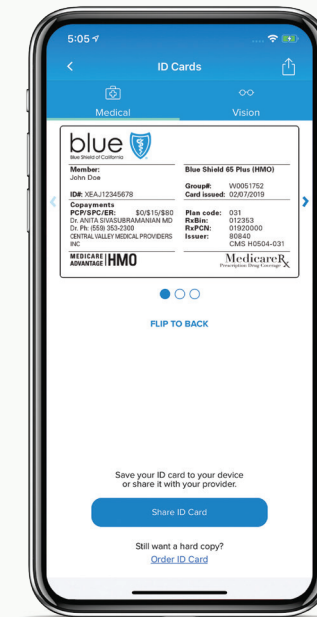 5:05
ID Cards
Medical
Vision
blue
Blue Shield of California
Member:
John Doe
ID#: XEAJ12345678
Copayments
PCP/SPC/ER: $0/$15/$80
Dr. ANITA SIVASUBRAMANIAN MD
Dr. Ph: (559) 353-2300
CENTRAL VALLEY MEDICAL PROVIDERS
INC
MEDICARE ADVANTAGE HMO
Blue Shield 65 Plus (HMO)
Group#: W0051752
Card issued: 02/07/2019
Plan code: 031
RxBin: 012353
RxPCN: 01920000
Issuer: 80840
CMS H0504-031
MedicareRx
Prescription Drug Coverage
FLIP TO BACK
Save your ID card to your device
or share it with your provider.
Share ID Card
Still want a hard copy?
Order ID Card